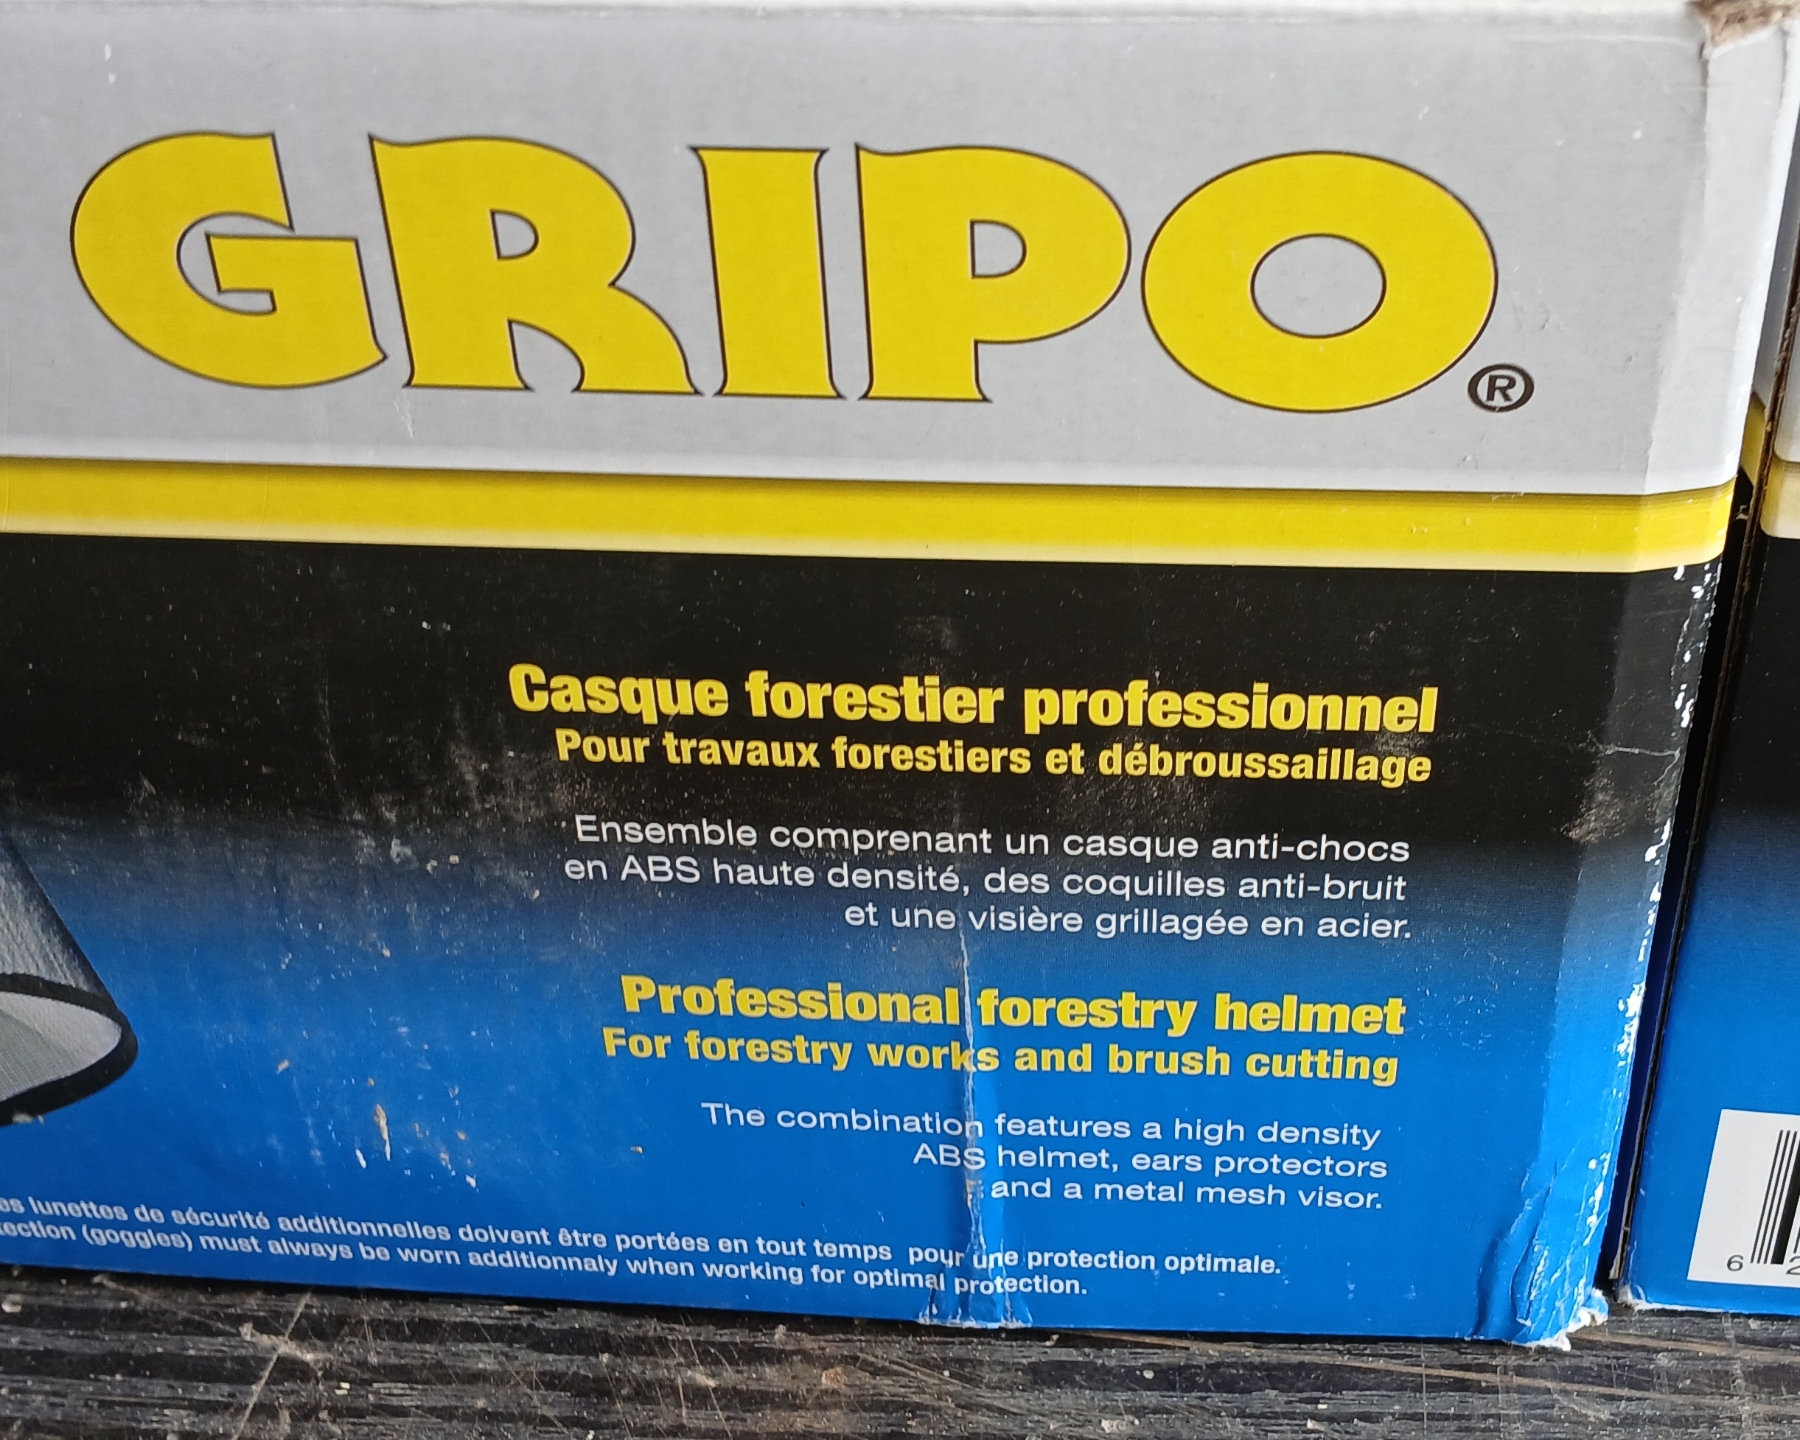 GRIPO®
Casque forestier professionnel
Pour travaux forestiers et débroussaillage
Ensemble comprenant un casque anti-chocs
en ABS haute densité, des coquilles anti-bruit
et une visière grillagée en acier.
Professional forestry helmet
For forestry works and brush cutting
The combination features a high density
ABS helmet, ears protectors
and a metal mesh visor.
lunettes de sécurité additionnelles doivent être portées en tout temps pour une protection optimale.
(goggles) must always be worn additionnaly when working for optimal protection.
6